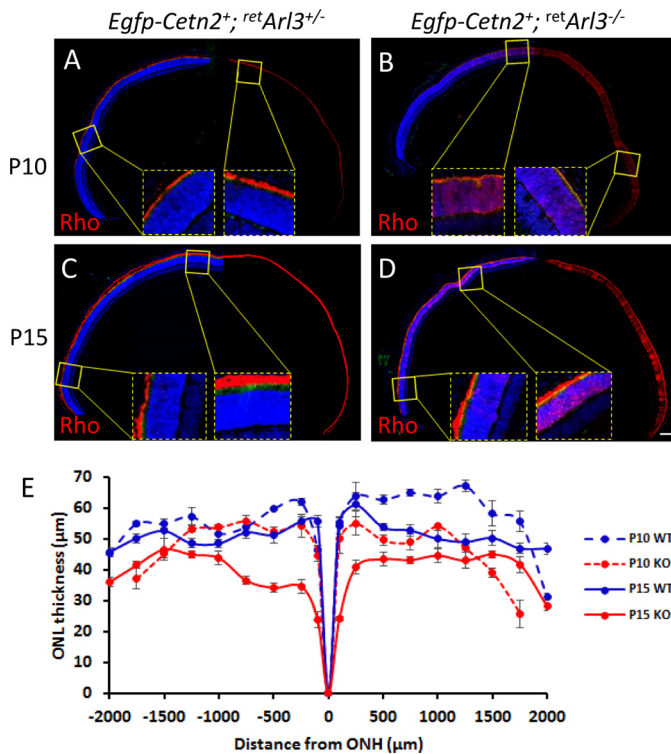 Egfp-Cetn2⁺; ʳᵉᵗArl3⁺/⁻ Egfp-Cetn2⁺; ʳᵉᵗArl3⁻/⁻
A B
P10
Rho Rho
C D
P15
Rho Rho
E
70
60
50
40
30
20
10
0
ONL thickness (µm)
-2000 -1500 -1000 -500 0 500 1000 1500 2000
Distance from ONH (µm)
P10 WT
P10 KO
P15 WT
P15 KO